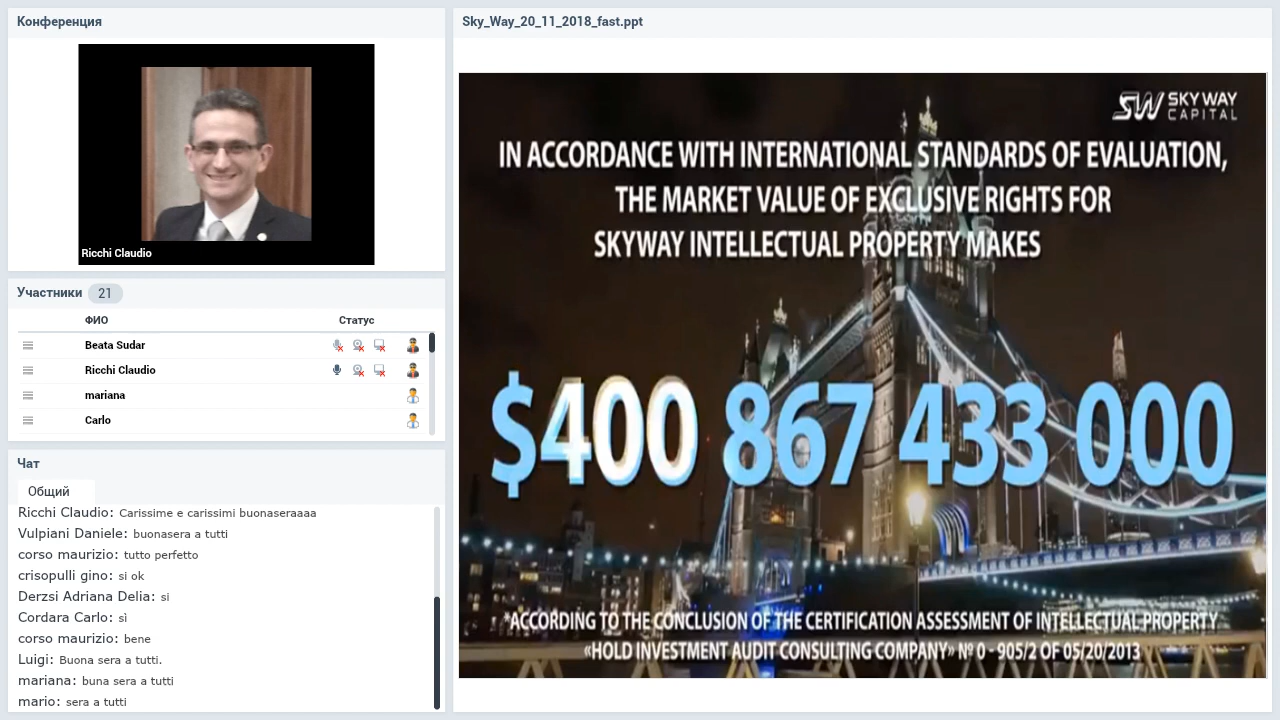 Конференция
Ricchi Claudio
Участники 21
ФИО Статус
Beata Sudar
Ricchi Claudio
mariana
Carlo
Чат
Общий
Ricchi Claudio: Carissime e carissimi buonaseraaaa
Vulpiani Daniele: buonasera a tutti
corso maurizio: tutto perfetto
crisopulli gino: si ok
Derzsi Adriana Delia: si
Cordara Carlo: sì
corso maurizio: bene
Luigi: Buona sera a tutti.
mariana: buna sera a tutti
mario: sera a tutti
Sky_Way_20_11_2018_fast.ppt
SW SKY WAY
CAPITAL
IN ACCORDANCE WITH INTERNATIONAL STANDARDS OF EVALUATION,
THE MARKET VALUE OF EXCLUSIVE RIGHTS FOR
SKYWAY INTELLECTUAL PROPERTY MAKES
$400 867 433 000
*ACCORDING TO THE CONCLUSION OF THE CERTIFICATION ASSESSMENT OF INTELLECTUAL PROPERTY
«HOLD INVESTMENT AUDIT CONSULTING COMPANY» № 0 - 905/2 OF 05/20/2013